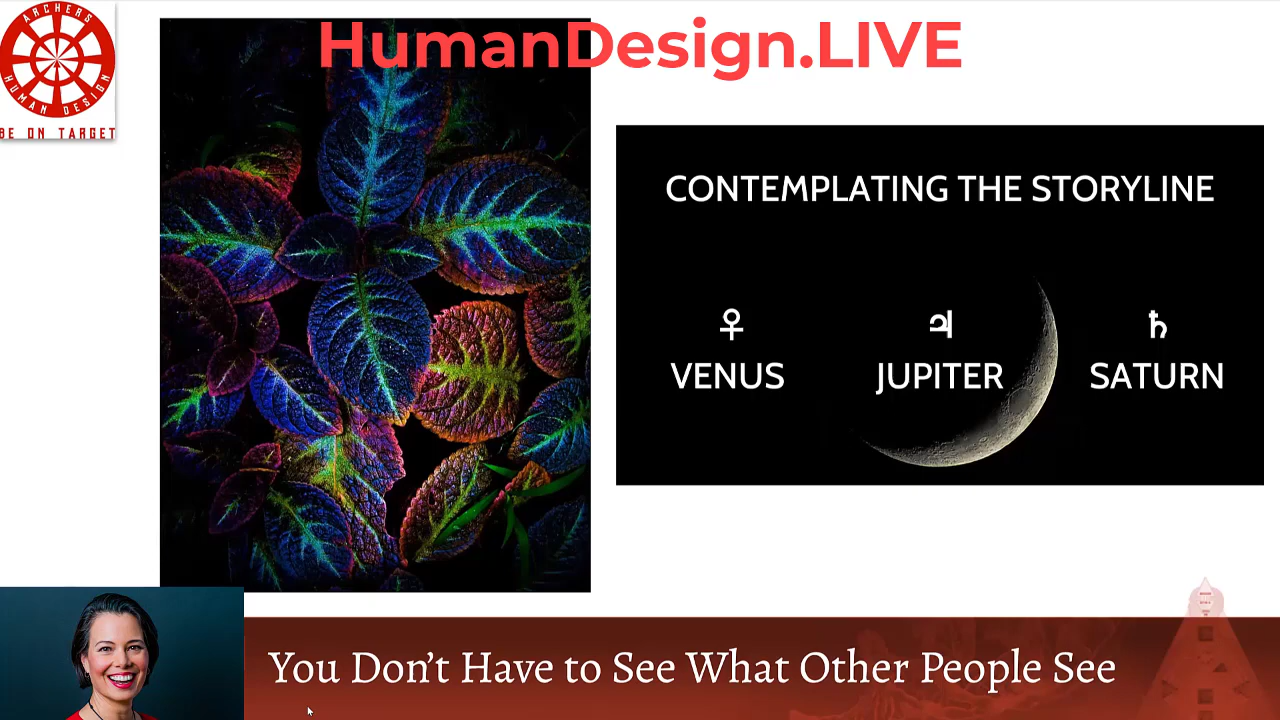 ARCHERS
HUMAN DESIGN
BE ON TARGET
HumanDesign.LIVE
CONTEMPLATING THE STORYLINE
♀ ♃ ♄
VENUS JUPITER SATURN
You Don't Have to See What Other People See